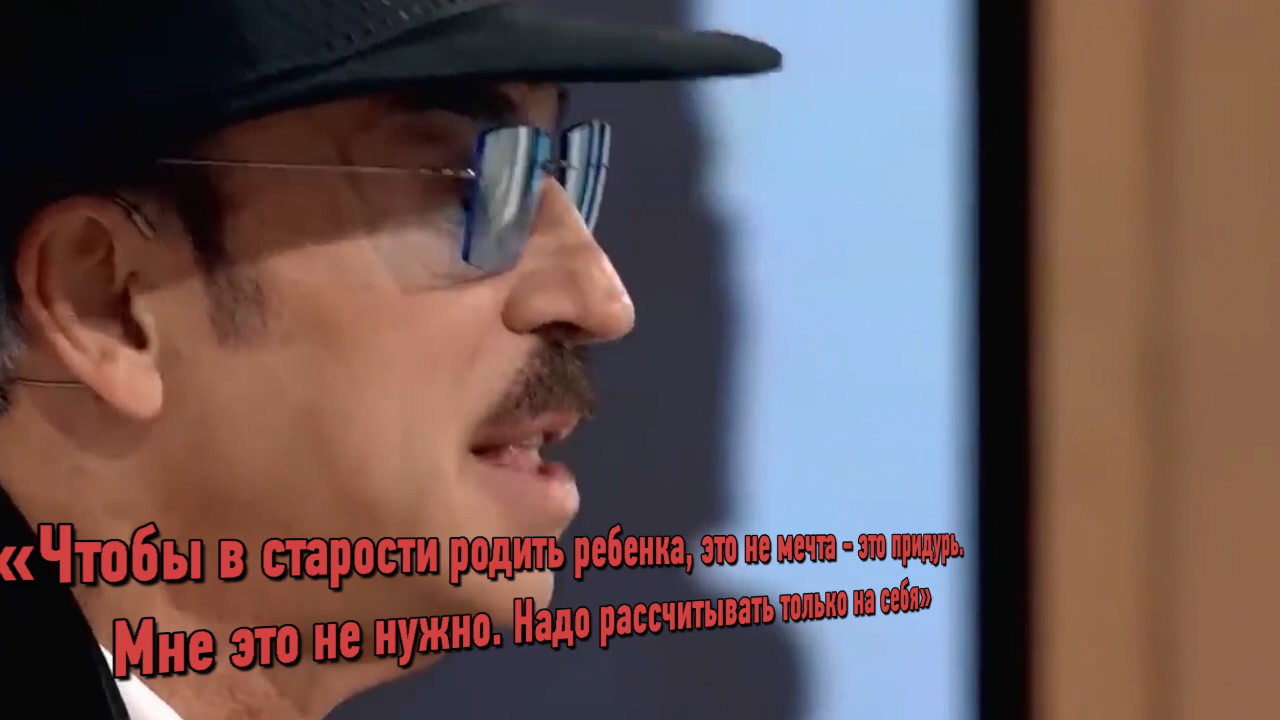 «Чтобы в старости родить ребенка, это не мечта - это придурь.
Мне это не нужно. Надо рассчитывать только на себя»